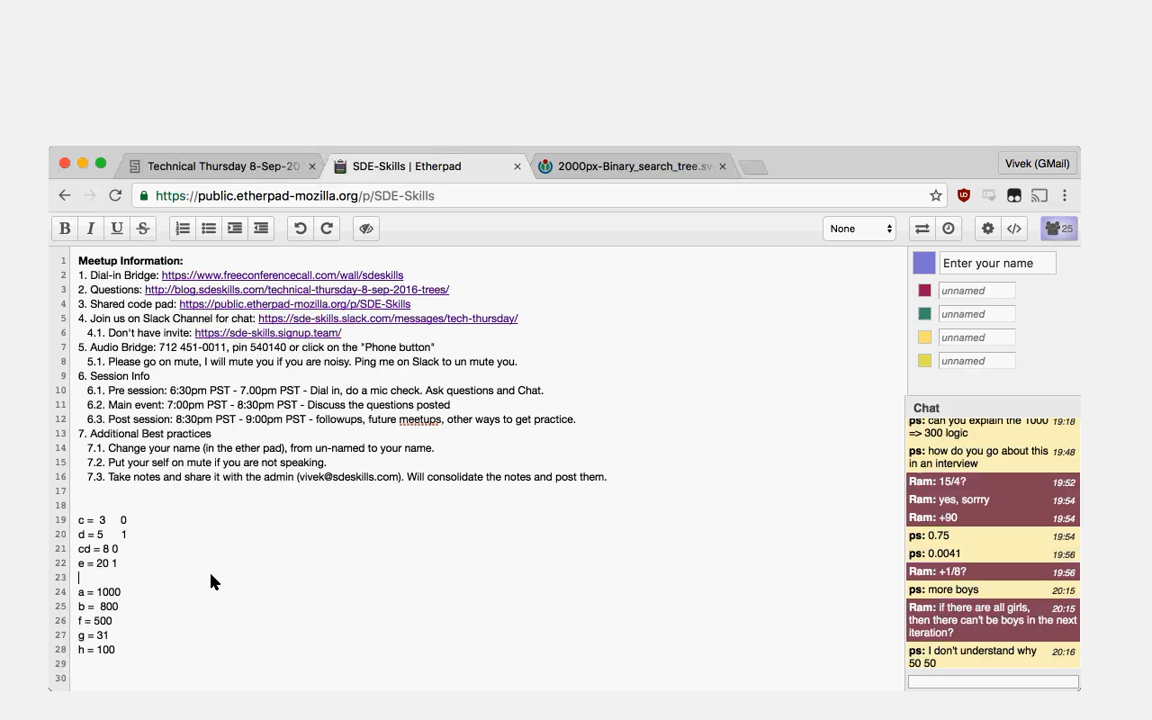 Technical Thursday 8-Sep-20
SDE-Skills | Etherpad
2000px-Binary_search_tree.sv
Vivek (GMail)
https://public.etherpad-mozilla.org/p/SDE-Skills
B I U S
None
25
1 Meetup Information:
2 1. Dial-in Bridge: https://www.freeconferencecall.com/wall/sdeskills
3 2. Questions: http://blog.sdeskills.com/technical-thursday-8-sep-2016-trees/
4 3. Shared code pad: https://public.etherpad-mozilla.org/p/SDE-Skills
5 4. Join us on Slack Channel for chat: https://sde-skills.slack.com/messages/tech-thursday/
6 4.1. Don't have invite: https://sde-skills.signup.team/
7 5. Audio Bridge: 712 451-0011, pin 540140 or click on the "Phone button"
8 5.1. Please go on mute, I will mute you if you are noisy. Ping me on Slack to un mute you.
9 6. Session Info
10 6.1. Pre session: 6:30pm PST - 7.00pm PST - Dial in, do a mic check. Ask questions and Chat.
11 6.2. Main event: 7:00pm PST - 8:30pm PST - Discuss the questions posted
12 6.3. Post session: 8:30pm PST - 9:00pm PST - followups, future meetups, other ways to get practice.
13 7. Additional Best practices
14 7.1. Change your name (in the ether pad), from un-named to your name.
15 7.2. Put your self on mute if you are not speaking.
16 7.3. Take notes and share it with the admin (vivek@sdeskills.com). Will consolidate the notes and post them.
17
18
19 c = 3 0
20 d = 5 1
21 cd = 8 0
22 e = 20 1
23
24 a = 1000
25 b = 800
26 f = 500
27 g = 31
28 h = 100
29
30
Enter your name
unnamed
unnamed
unnamed
unnamed
Chat
ps: can you explain the 1000 19:18
=> 300 logic
ps: how do you go about this 19:48
in an interview
Ram: 15/4? 19:52
Ram: yes, sorrry 19:54
Ram: +90 19:54
ps: 0.75 19:54
ps: 0.0041 19:56
Ram: +1/8? 19:56
ps: more boys 20:15
Ram: if there are all girls, 20:15
then there can't be boys in the next
iteration?
ps: I don't understand why 20:16
50 50